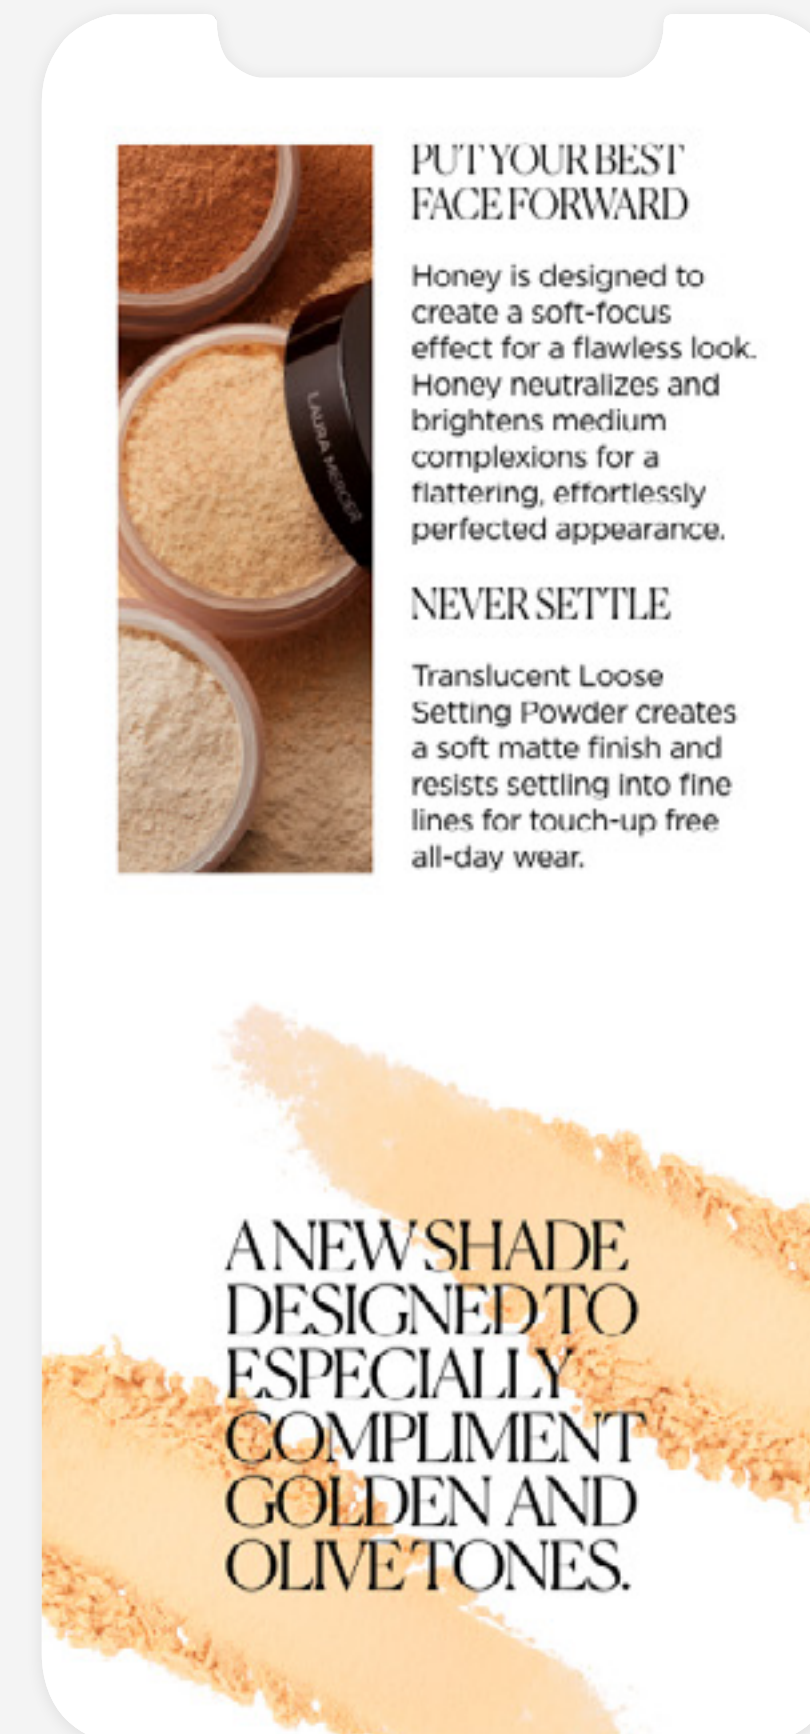 PUT YOUR BEST
FACE FORWARD
Honey is designed to
create a soft-focus
effect for a flawless look.
Honey neutralizes and
brightens medium
complexions for a
flattering, effortlessly
perfected appearance.
NEVER SETTLE
Translucent Loose
Setting Powder creates
a soft matte finish and
resists settling into fine
lines for touch-up free
all-day wear.
LAURA MERCIER
A NEW SHADE
DESIGNED TO
ESPECIALLY
COMPLIMENT
GOLDEN AND
OLIVE TONES.